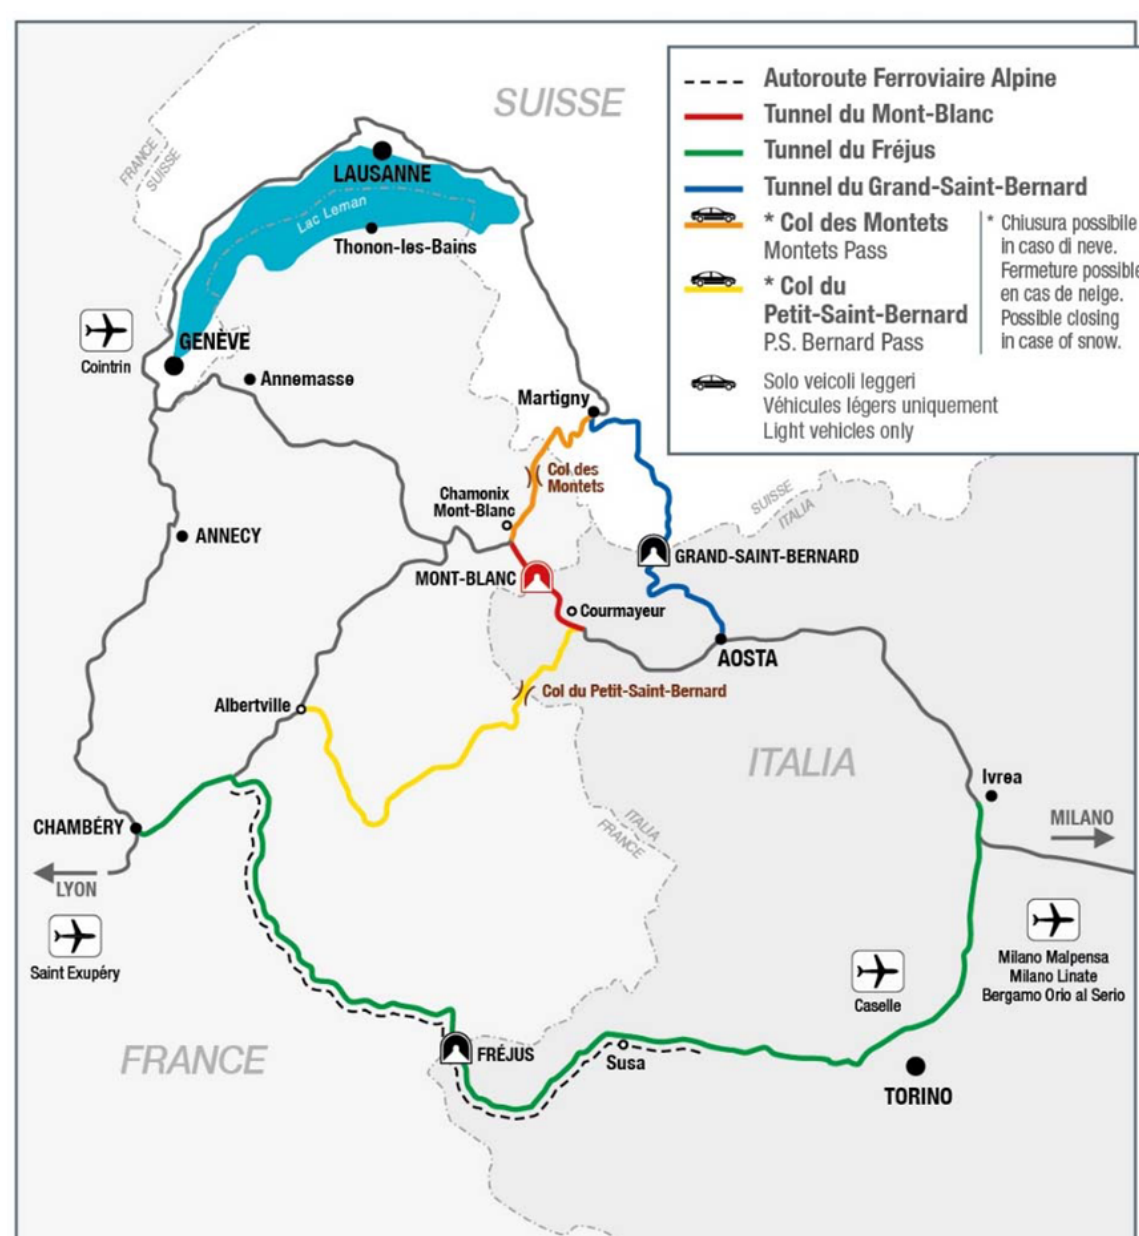 SUISSE
Autoroute Ferroviaire Alpine
Tunnel du Mont-Blanc
Tunnel du Fréjus
Tunnel du Grand-Saint-Bernard
* Col des Montets
Montets Pass
* Col du
Petit-Saint-Bernard
P.S. Bernard Pass
* Chiusura possibile
in caso di neve.
Fermeture possible
en cas de neige.
Possible closing
in case of snow.
Solo veicoli leggeri
Véhicules légers uniquement
Light vehicles only
FRANCE
SUISSE
LAUSANNE
Lac Leman
Thonon-les-Bains
GENÈVE
Cointrin
Annemasse
Martigny
Col des
Montets
Chamonix
Mont-Blanc
SUISSE
ITALIA
ANNECY
GRAND-SAINT-BERNARD
MONT-BLANC
Courmayeur
AOSTA
Col du Petit-Saint-Bernard
Albertville
ITALIA
Ivrea
ITALIA
FRANCE
MILANO
CHAMBÉRY
LYON
Saint Exupéry
Milano Malpensa
Milano Linate
Bergamo Orio al Serio
Caselle
FRANCE
FRÉJUS
Susa
TORINO